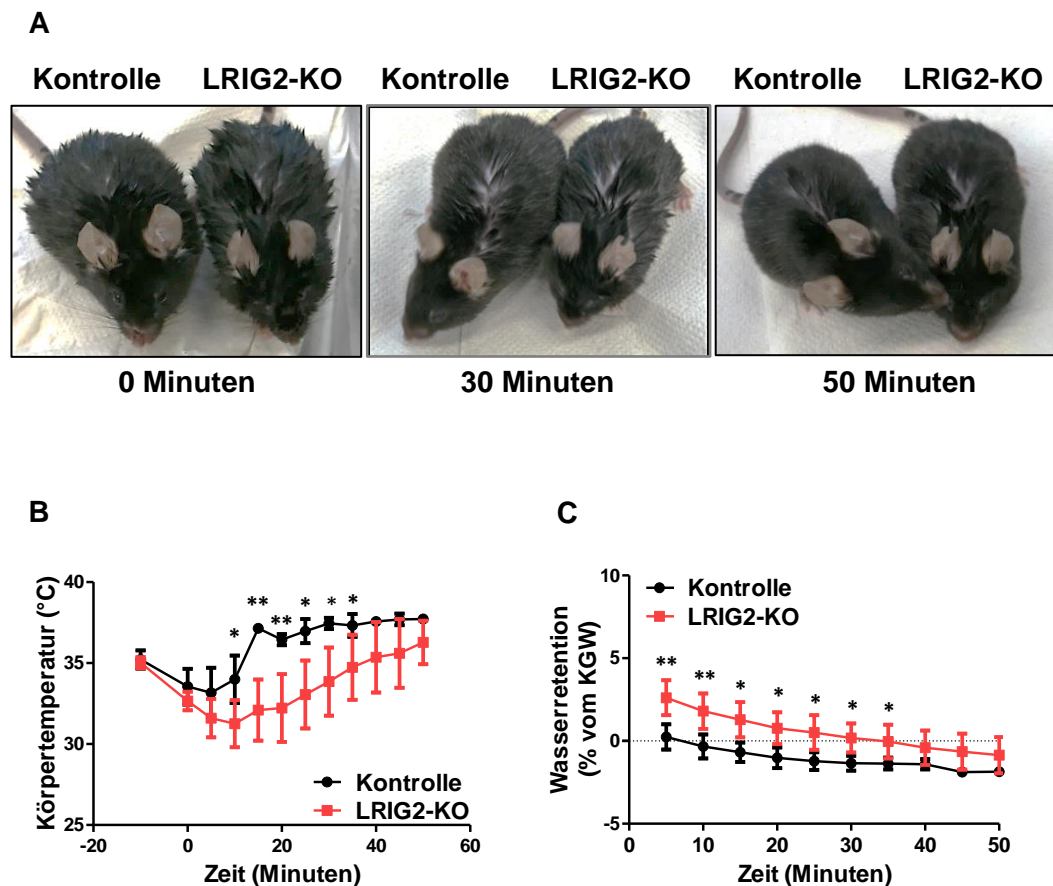 A
Kontrolle LRIG2-KO Kontrolle LRIG2-KO Kontrolle LRIG2-KO
0 Minuten 30 Minuten 50 Minuten
B
40
35
30
25
-20 0 20 40 60
Körpertemperatur (°C)
Zeit (Minuten)
* ** ** * * *
Kontrolle
LRIG2-KO
C
10
5
0
-5
0 10 20 30 40 50
Wasserretention
(% vom KGW)
Zeit (Minuten)
Kontrolle
LRIG2-KO
** ** * * * * *